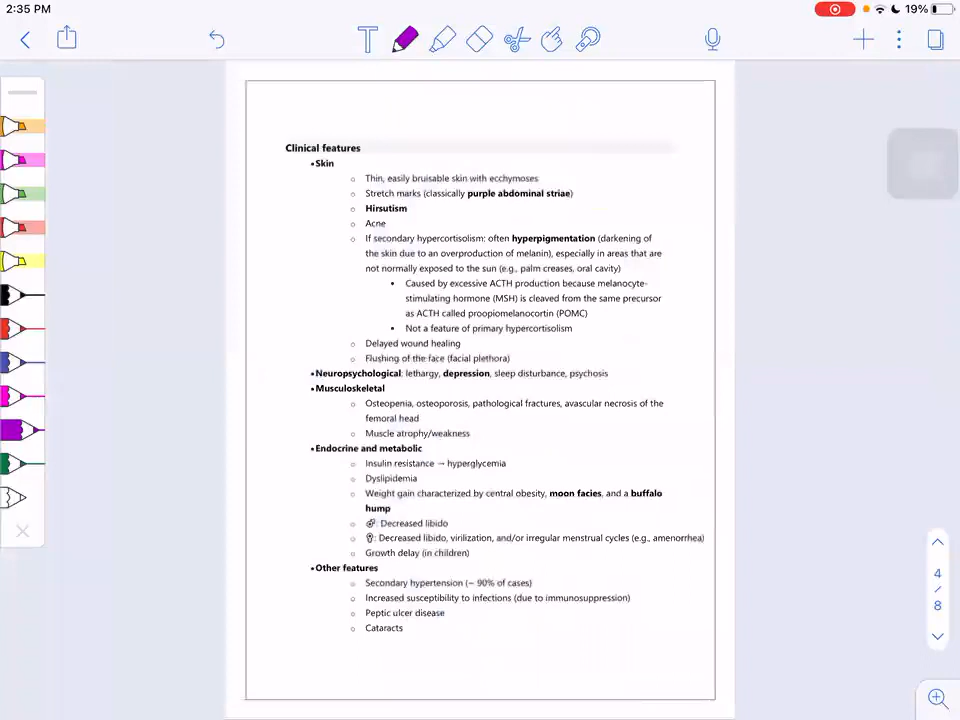 2:35 PM
19%
Clinical features
•Skin
○ Thin, easily bruisable skin with ecchymoses
○ Stretch marks (classically purple abdominal striae)
○ Hirsutism
○ Acne
○ If secondary hypercortisolism: often hyperpigmentation (darkening of
the skin due to an overproduction of melanin), especially in areas that are
not normally exposed to the sun (e.g., palm creases, oral cavity)
▪ Caused by excessive ACTH production because melanocyte-
stimulating hormone (MSH) is cleaved from the same precursor
as ACTH called proopiomelanocortin (POMC)
▪ Not a feature of primary hypercortisolism
○ Delayed wound healing
○ Flushing of the face (facial plethora)
•Neuropsychological: lethargy, depression, sleep disturbance, psychosis
•Musculoskeletal
○ Osteopenia, osteoporosis, pathological fractures, avascular necrosis of the
femoral head
○ Muscle atrophy/weakness
•Endocrine and metabolic
○ Insulin resistance → hyperglycemia
○ Dyslipidemia
○ Weight gain characterized by central obesity, moon facies, and a buffalo
hump
○ ♂: Decreased libido
○ ♀: Decreased libido, virilization, and/or irregular menstrual cycles (e.g., amenorrhea)
○ Growth delay (in children)
•Other features
○ Secondary hypertension (~ 90% of cases)
○ Increased susceptibility to infections (due to immunosuppression)
○ Peptic ulcer disease
○ Cataracts
4
/
8